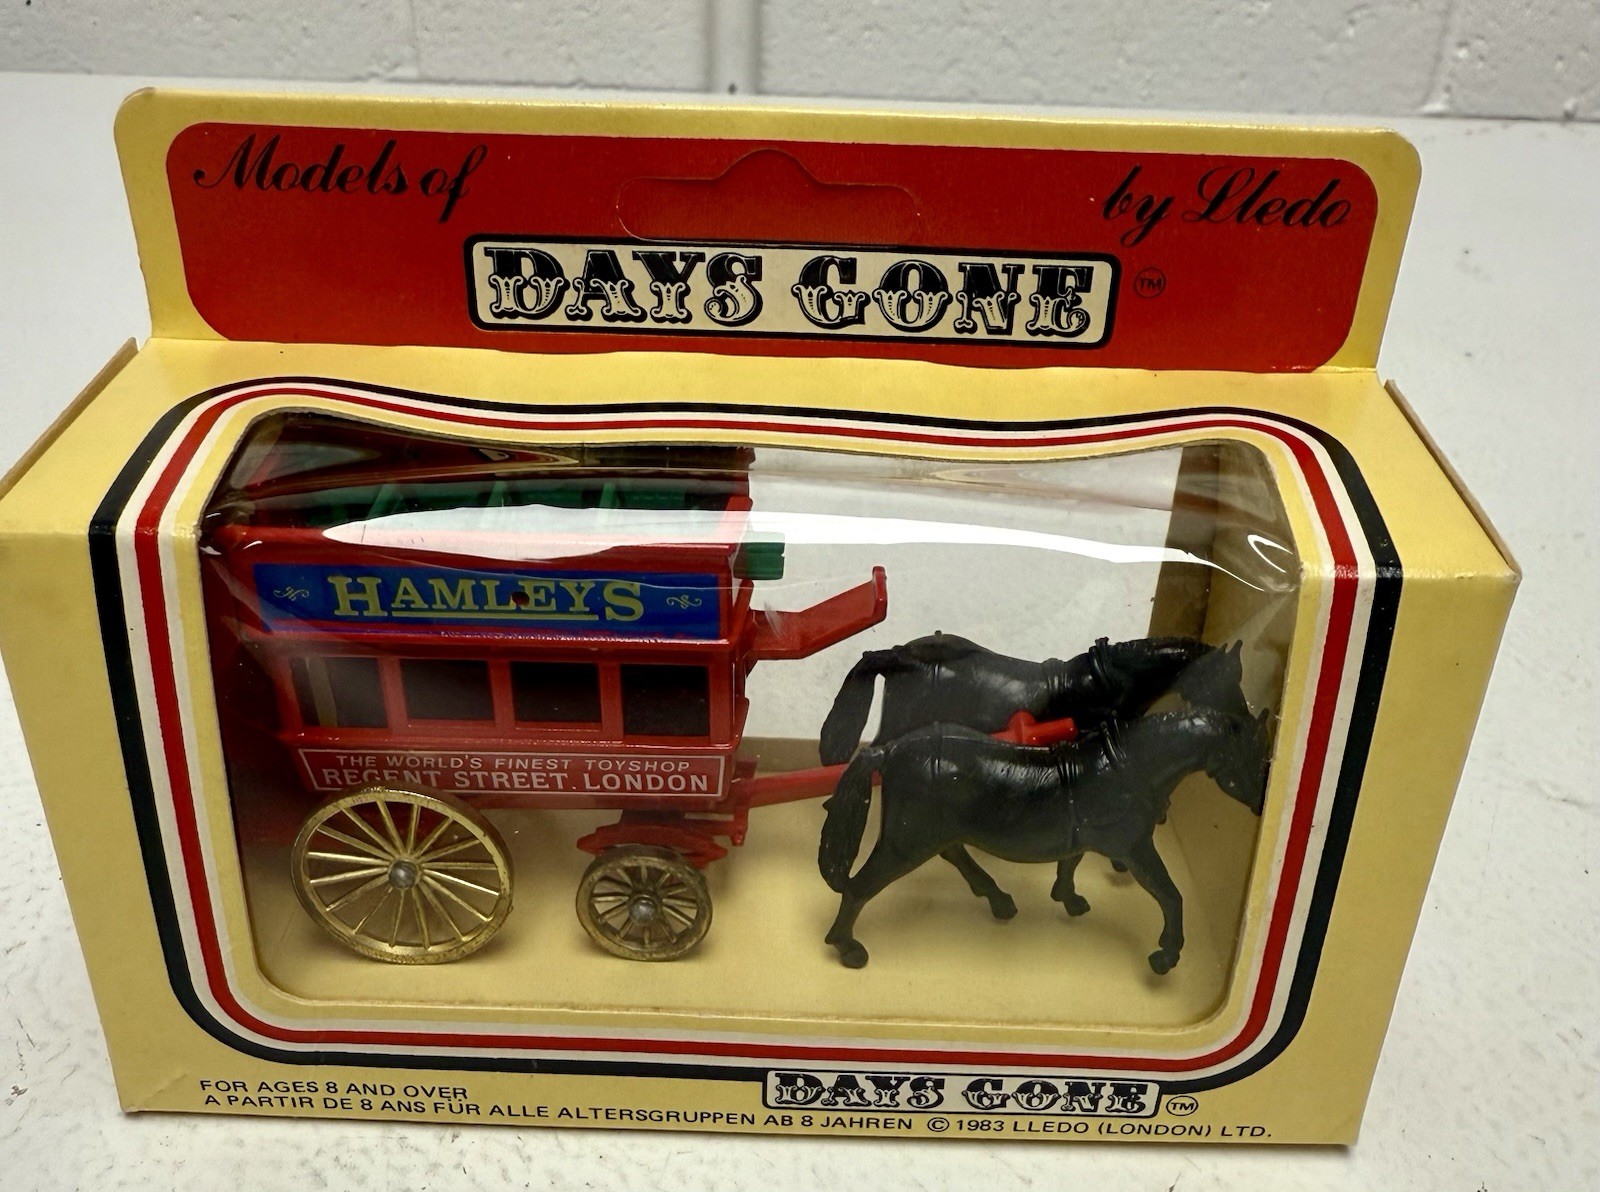 Models of
by Lledo
DAYS GONE TM
HAMLEYS
THE WORLD'S FINEST TOYSHOP
REGENT STREET. LONDON
DAYS GONE TM
FOR AGES 8 AND OVER
A PARTIR DE 8 ANS FÜR ALLE ALTERSGRUPPEN AB 8 JAHREN © 1983 LLEDO (LONDON) LTD.